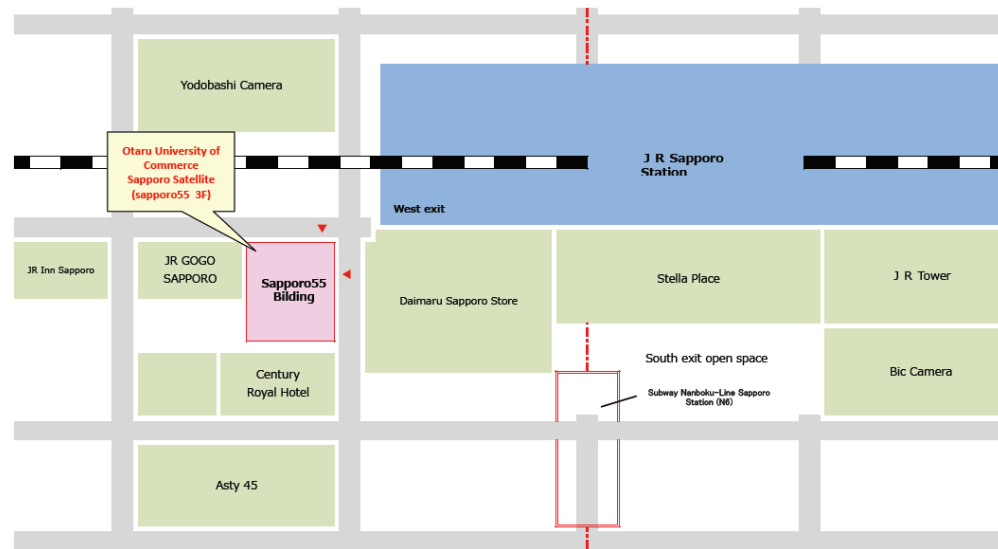 Yodobashi Camera
Otaru University of
Commerce
Sapporo Satellite
(sapporo55 3F)
J R Sapporo
Station
West exit
JR Inn Sapporo
JR GOGO
SAPPORO
Sapporo55
Bilding
Daimaru Sapporo Store
Stella Place
J R Tower
South exit open space
Subway Nanboku-Line Sapporo
Station (N6)
Bic Camera
Century
Royal Hotel
Asty 45